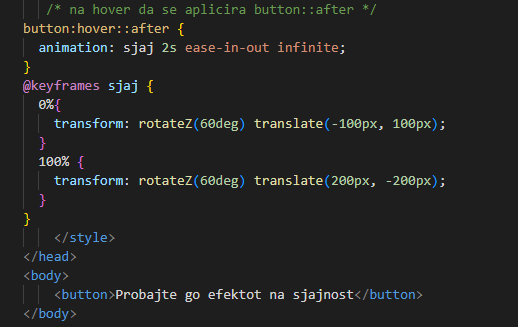 /* na hover da se aplicira button::after */
button:hover::after {
animation: sjaj 2s ease-in-out infinite;
}
@keyframes sjaj {
0%{
transform: rotateZ(60deg) translate(-100px, 100px);
}
100% {
transform: rotateZ(60deg) translate(200px, -200px);
}
}
</style>
</head>
<body>
<button>Probajte go efektot na sjajnost</button>
</body>